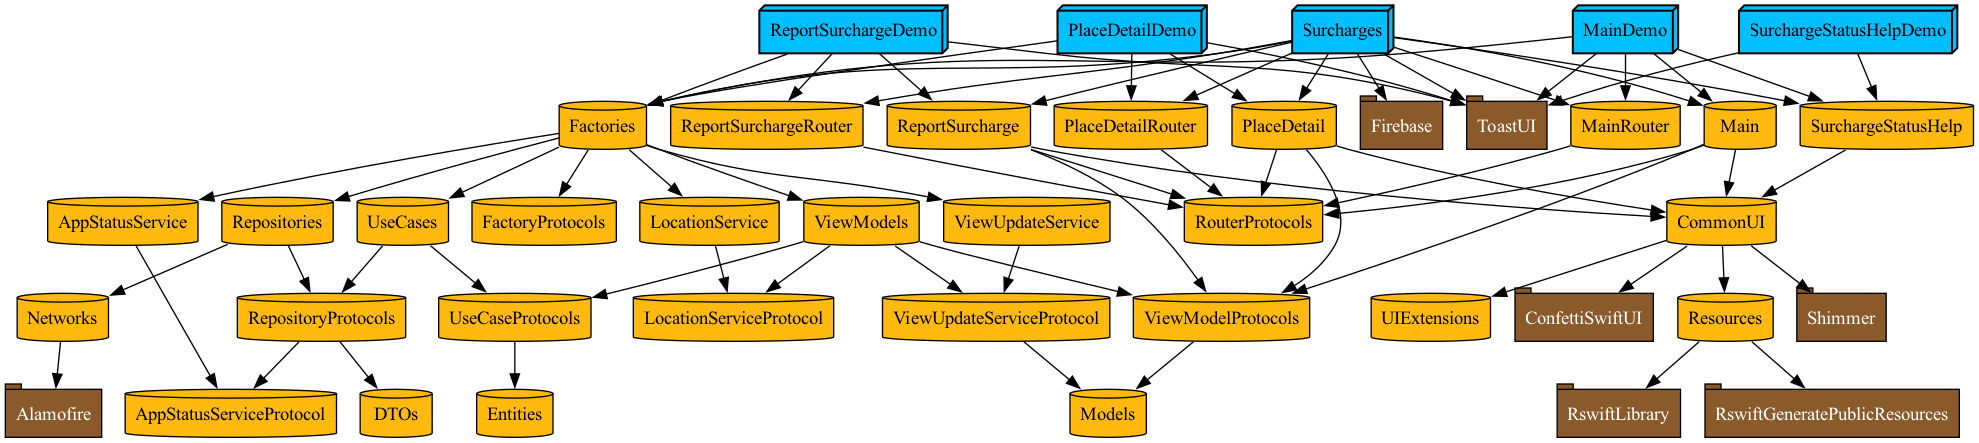 ReportSurchargeDemo
PlaceDetailDemo
Surcharges
MainDemo
SurchargeStatusHelpDemo
Factories
ReportSurchargeRouter
ReportSurcharge
PlaceDetailRouter
PlaceDetail
Firebase
ToastUI
MainRouter
Main
SurchargeStatusHelp
AppStatusService
Repositories
UseCases
FactoryProtocols
LocationService
ViewModels
ViewUpdateService
RouterProtocols
CommonUI
Networks
RepositoryProtocols
UseCaseProtocols
LocationServiceProtocol
ViewUpdateServiceProtocol
ViewModelProtocols
UIExtensions
ConfettiSwiftUI
Resources
Shimmer
Alamofire
AppStatusServiceProtocol
DTOs
Entities
Models
RswiftLibrary
RswiftGeneratePublicResources